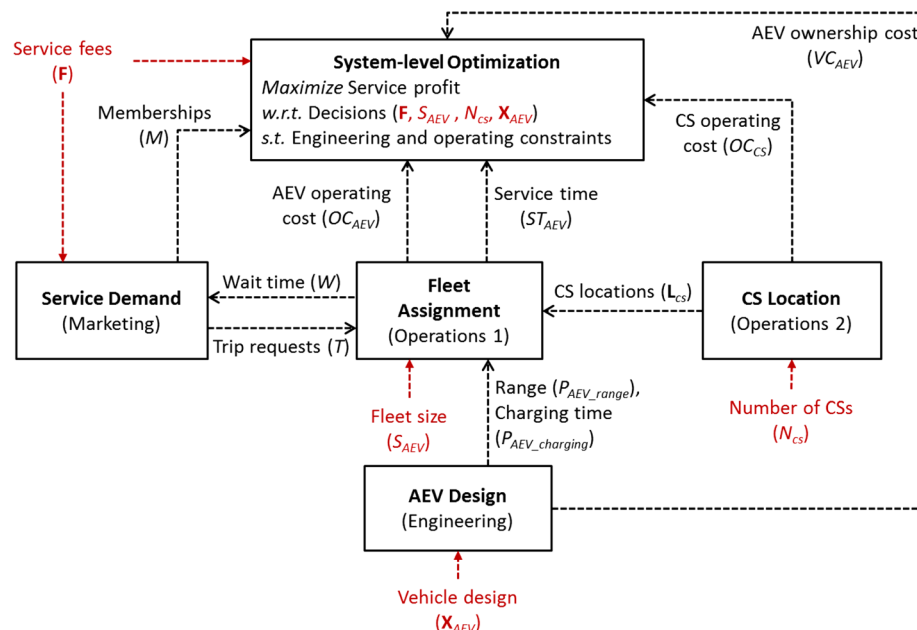 Service fees
(F)
System-level Optimization
Maximize Service profit
w.r.t. Decisions (F, S_AEV , N_cs, X_AEV)
s.t. Engineering and operating constraints
AEV ownership cost
(VC_AEV)
Memberships
(M)
CS operating
cost (OC_CS)
AEV operating
cost (OC_AEV)
Service time
(ST_AEV)
Service Demand
(Marketing)
Wait time (W)
Trip requests (T)
Fleet
Assignment
(Operations 1)
CS locations (L_cs)
CS Location
(Operations 2)
Fleet size
(S_AEV)
Range (P_AEV_range),
Charging time
(P_AEV_charging)
Number of CSs
(N_cs)
AEV Design
(Engineering)
Vehicle design
(X_AEV)